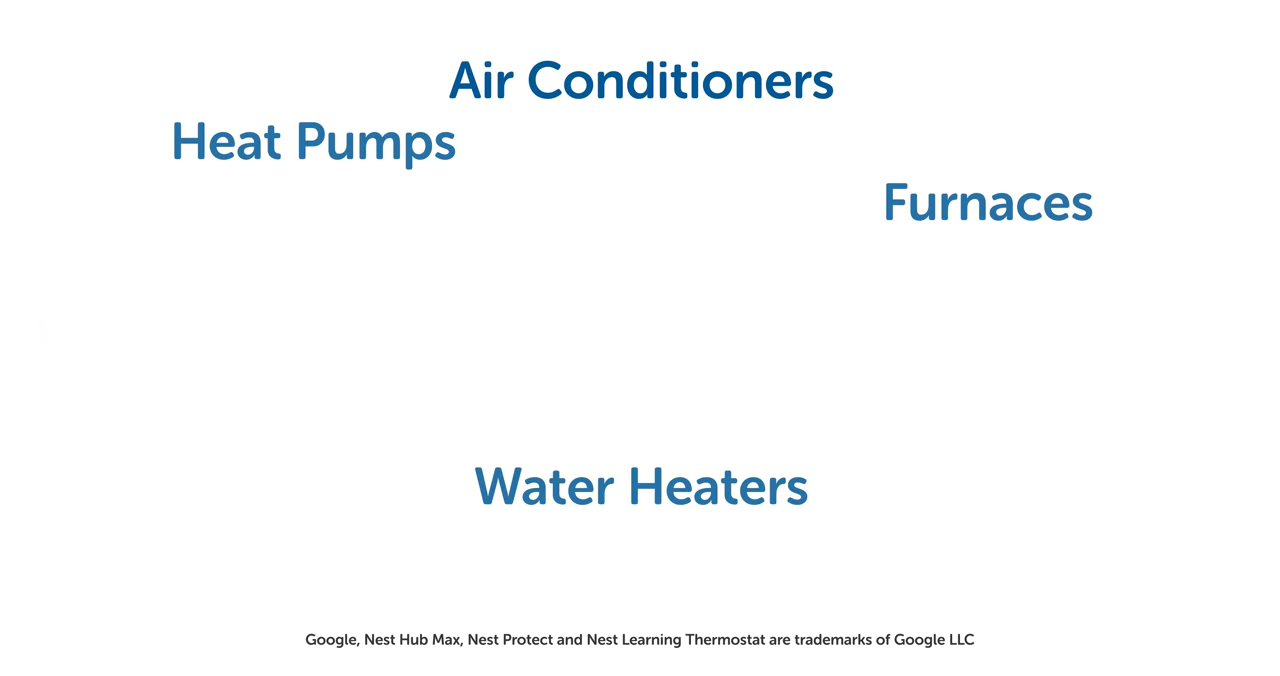 Air Conditioners
Heat Pumps
Furnaces
Water Heaters
Google, Nest Hub Max, Nest Protect and Nest Learning Thermostat are trademarks of Google LLC